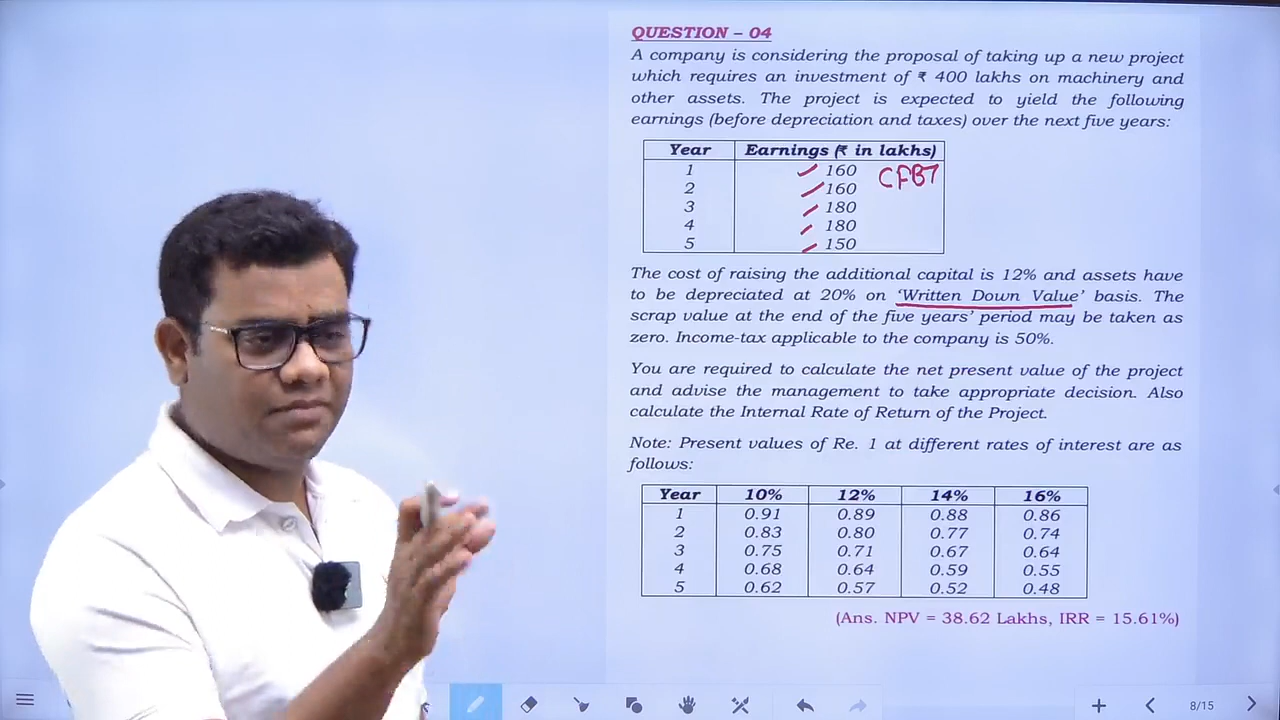 QUESTION – 04
A company is considering the proposal of taking up a new project
which requires an investment of ₹ 400 lakhs on machinery and
other assets. The project is expected to yield the following
earnings (before depreciation and taxes) over the next five years:
Year Earnings (₹ in lakhs)
1 160 CFBT
2 160
3 180
4 180
5 150
The cost of raising the additional capital is 12% and assets have
to be depreciated at 20% on ‘Written Down Value’ basis. The
scrap value at the end of the five years’ period may be taken as
zero. Income-tax applicable to the company is 50%.
You are required to calculate the net present value of the project
and advise the management to take appropriate decision. Also
calculate the Internal Rate of Return of the Project.
Note: Present values of Re. 1 at different rates of interest are as
follows:
Year 10% 12% 14% 16%
1 0.91 0.89 0.88 0.86
2 0.83 0.80 0.77 0.74
3 0.75 0.71 0.67 0.64
4 0.68 0.64 0.59 0.55
5 0.62 0.57 0.52 0.48
(Ans. NPV = 38.62 Lakhs, IRR = 15.61%)
8/15